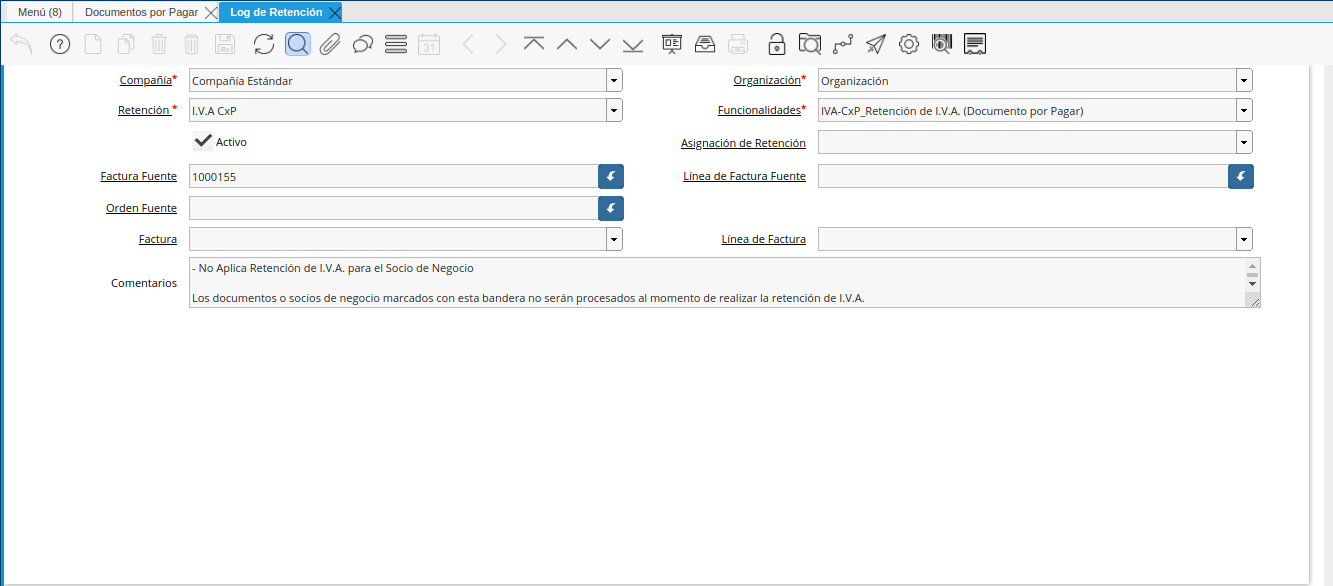 Menú (8) Documentos por Pagar Log de Retención
31
Compañía* Compañía Estándar Organización* Organización
Retención * I.V.A CxP Funcionalidades* IVA-CxP_Retención de I.V.A. (Documento por Pagar)
Activo Asignación de Retención
Factura Fuente 1000155 Línea de Factura Fuente
Orden Fuente
Factura Línea de Factura
Comentarios - No Aplica Retención de I.V.A. para el Socio de Negocio
Los documentos o socios de negocio marcados con esta bandera no serán procesados al momento de realizar la retención de I.V.A.